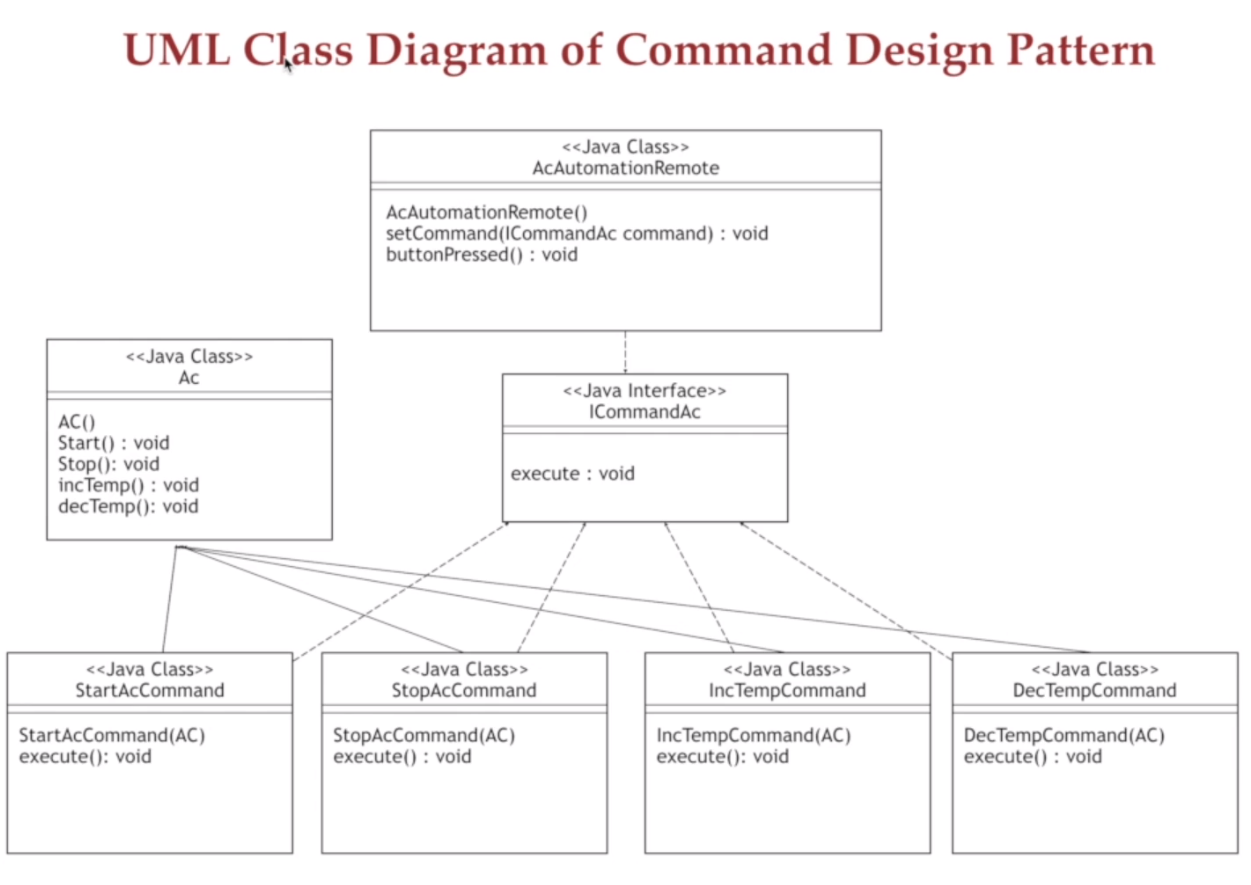 UML Class Diagram of Command Design Pattern
<<Java Class>>
AcAutomationRemote
AcAutomationRemote()
setCommand(ICommandAc command) : void
buttonPressed() : void
<<Java Class>>
Ac
AC()
Start() : void
Stop(): void
incTemp() : void
decTemp(): void
<<Java Interface>>
ICommandAc
execute : void
<<Java Class>>
StartAcCommand
StartAcCommand(AC)
execute(): void
<<Java Class>>
StopAcCommand
StopAcCommand(AC)
execute() : void
<<Java Class>>
IncTempCommand
IncTempCommand(AC)
execute(): void
<<Java Class>>
DecTempCommand
DecTempCommand(AC)
execute() : void